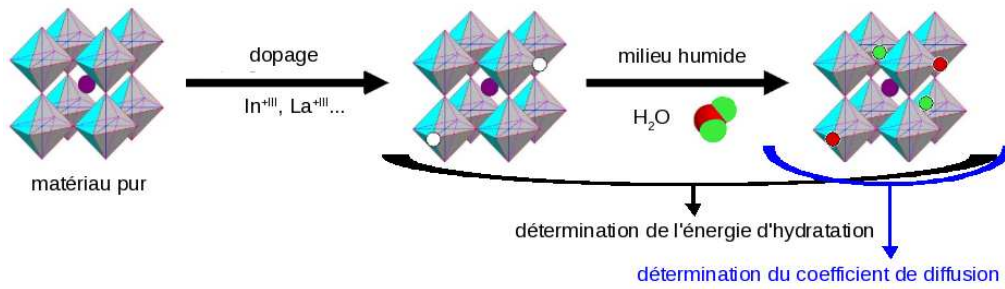 dopage
In+III, La+III...
milieu humide
H2O
matériau pur
détermination de l'énergie d'hydratation
détermination du coefficient de diffusion